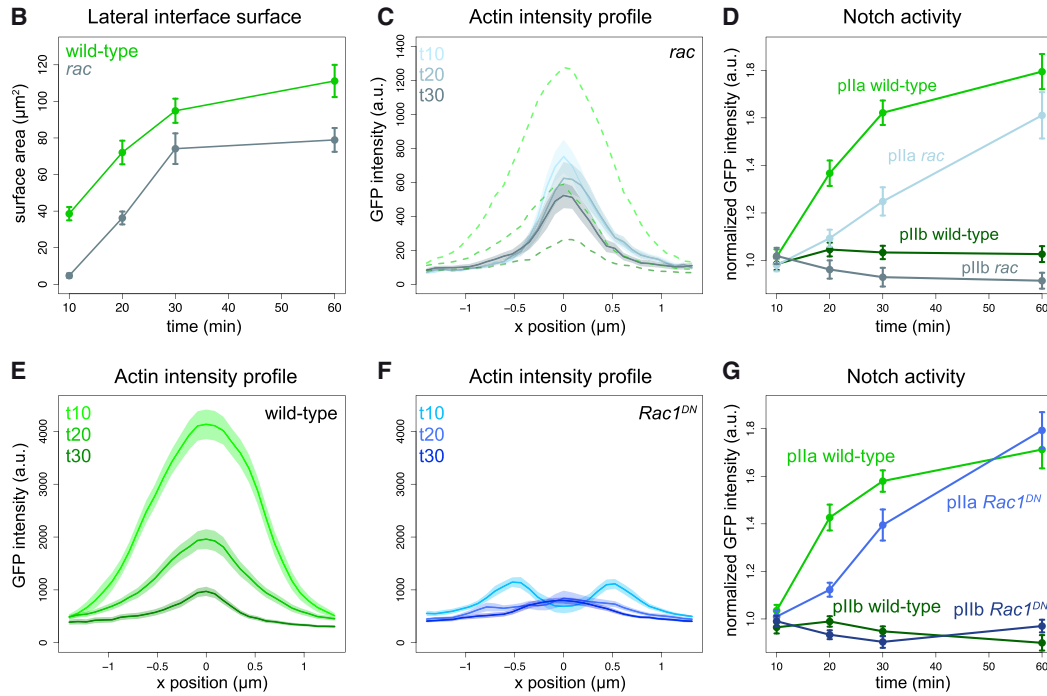 B
Lateral interface surface
wild-type
rac
surface area (µm²)
0
20
40
60
80
100
120
10
20
30
40
50
60
time (min)
C
Actin intensity profile
t10
t20
t30
rac
GFP intensity (a.u.)
0
200
400
600
800
1000
1200
1400
−1
−0.5
0
0.5
1
x position (µm)
D
Notch activity
pIIa wild-type
pIIa rac
pIIb wild-type
pIIb rac
normalized GFP intensity (a.u.)
1.0
1.2
1.4
1.6
1.8
10
20
30
40
50
60
time (min)
E
Actin intensity profile
t10
t20
t30
wild-type
GFP intensity (a.u.)
0
1000
2000
3000
4000
−1
−0.5
0
0.5
1
x position (µm)
F
Actin intensity profile
t10
t20
t30
Rac1ᴰᴺ
0
1000
2000
3000
4000
−1
−0.5
0
0.5
1
x position (µm)
G
Notch activity
pIIa wild-type
pIIa Rac1ᴰᴺ
pIIb wild-type
pIIb Rac1ᴰᴺ
normalized GFP intensity (a.u.)
1.0
1.2
1.4
1.6
1.8
10
20
30
40
50
60
time (min)